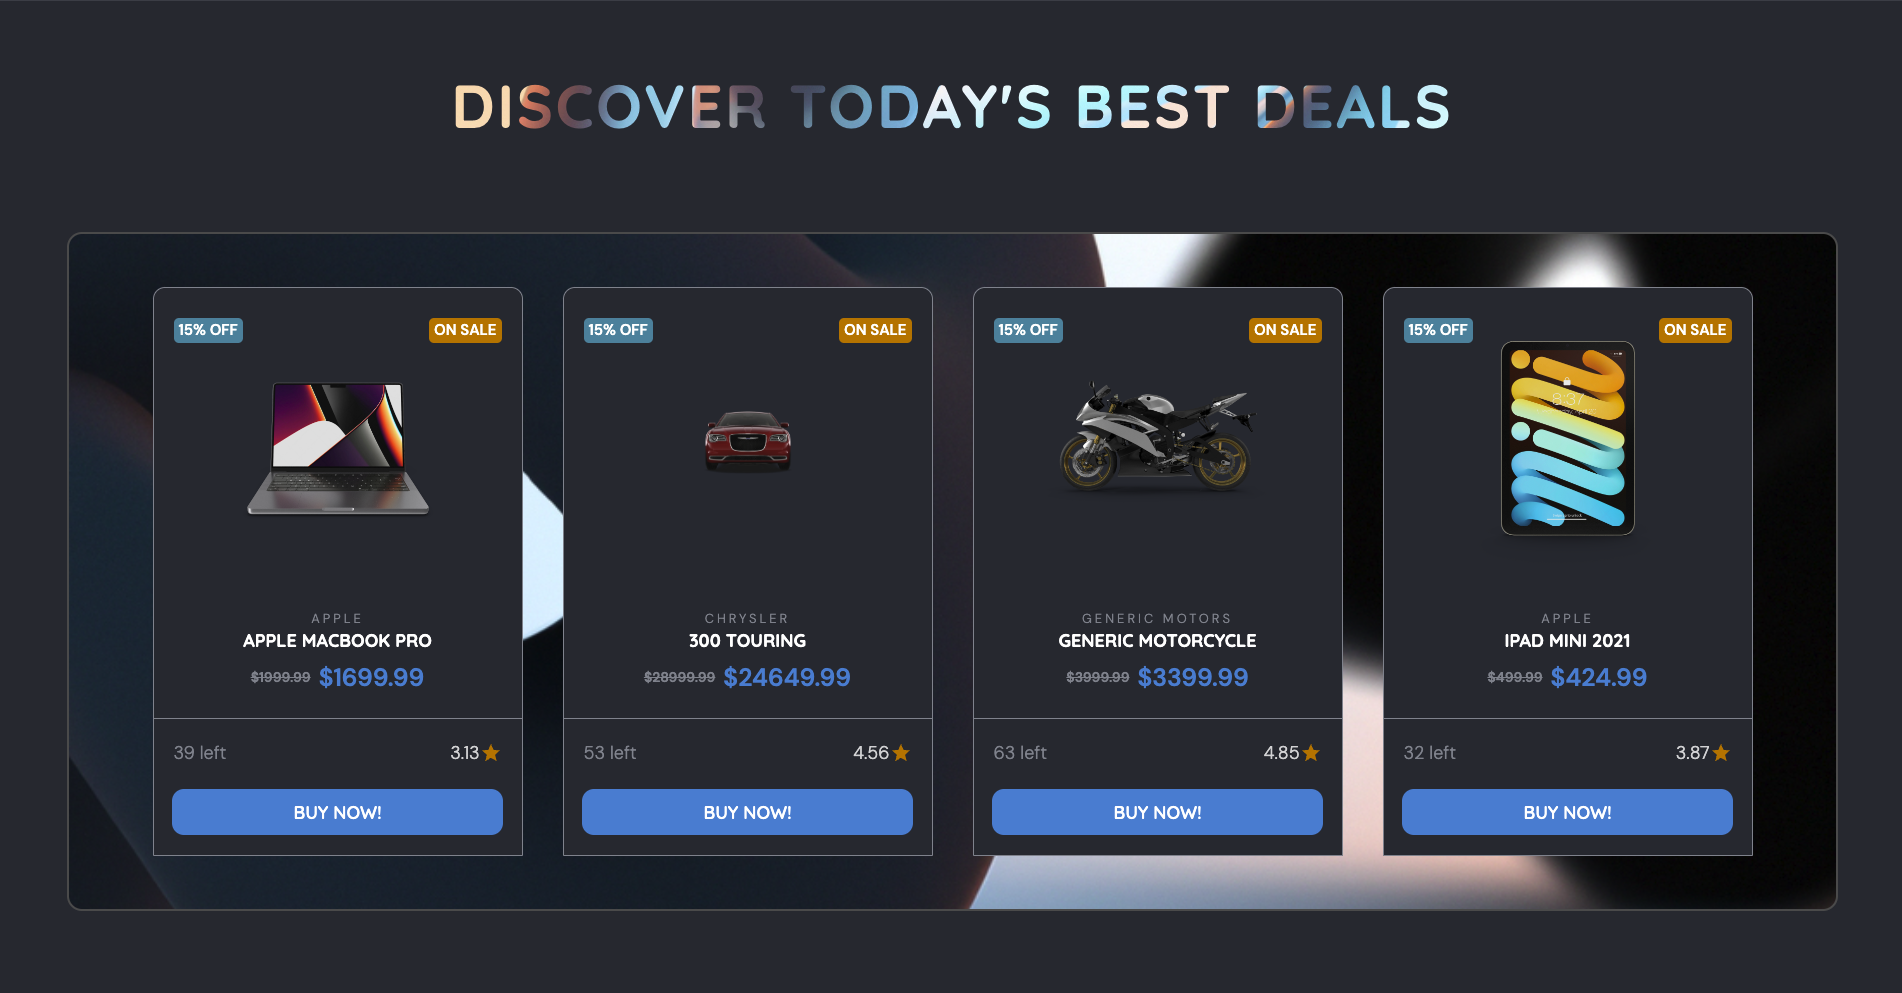 DISCOVER TODAY'S BEST DEALS
15% OFF
ON SALE
APPLE
APPLE MACBOOK PRO
$1999.99 $1699.99
39 left
3.13
BUY NOW!
15% OFF
ON SALE
CHRYSLER
300 TOURING
$28999.99 $24649.99
53 left
4.56
BUY NOW!
15% OFF
ON SALE
GENERIC MOTORS
GENERIC MOTORCYCLE
$3999.99 $3399.99
63 left
4.85
BUY NOW!
15% OFF
ON SALE
8:37
APPLE
IPAD MINI 2021
$499.99 $424.99
32 left
3.87
BUY NOW!